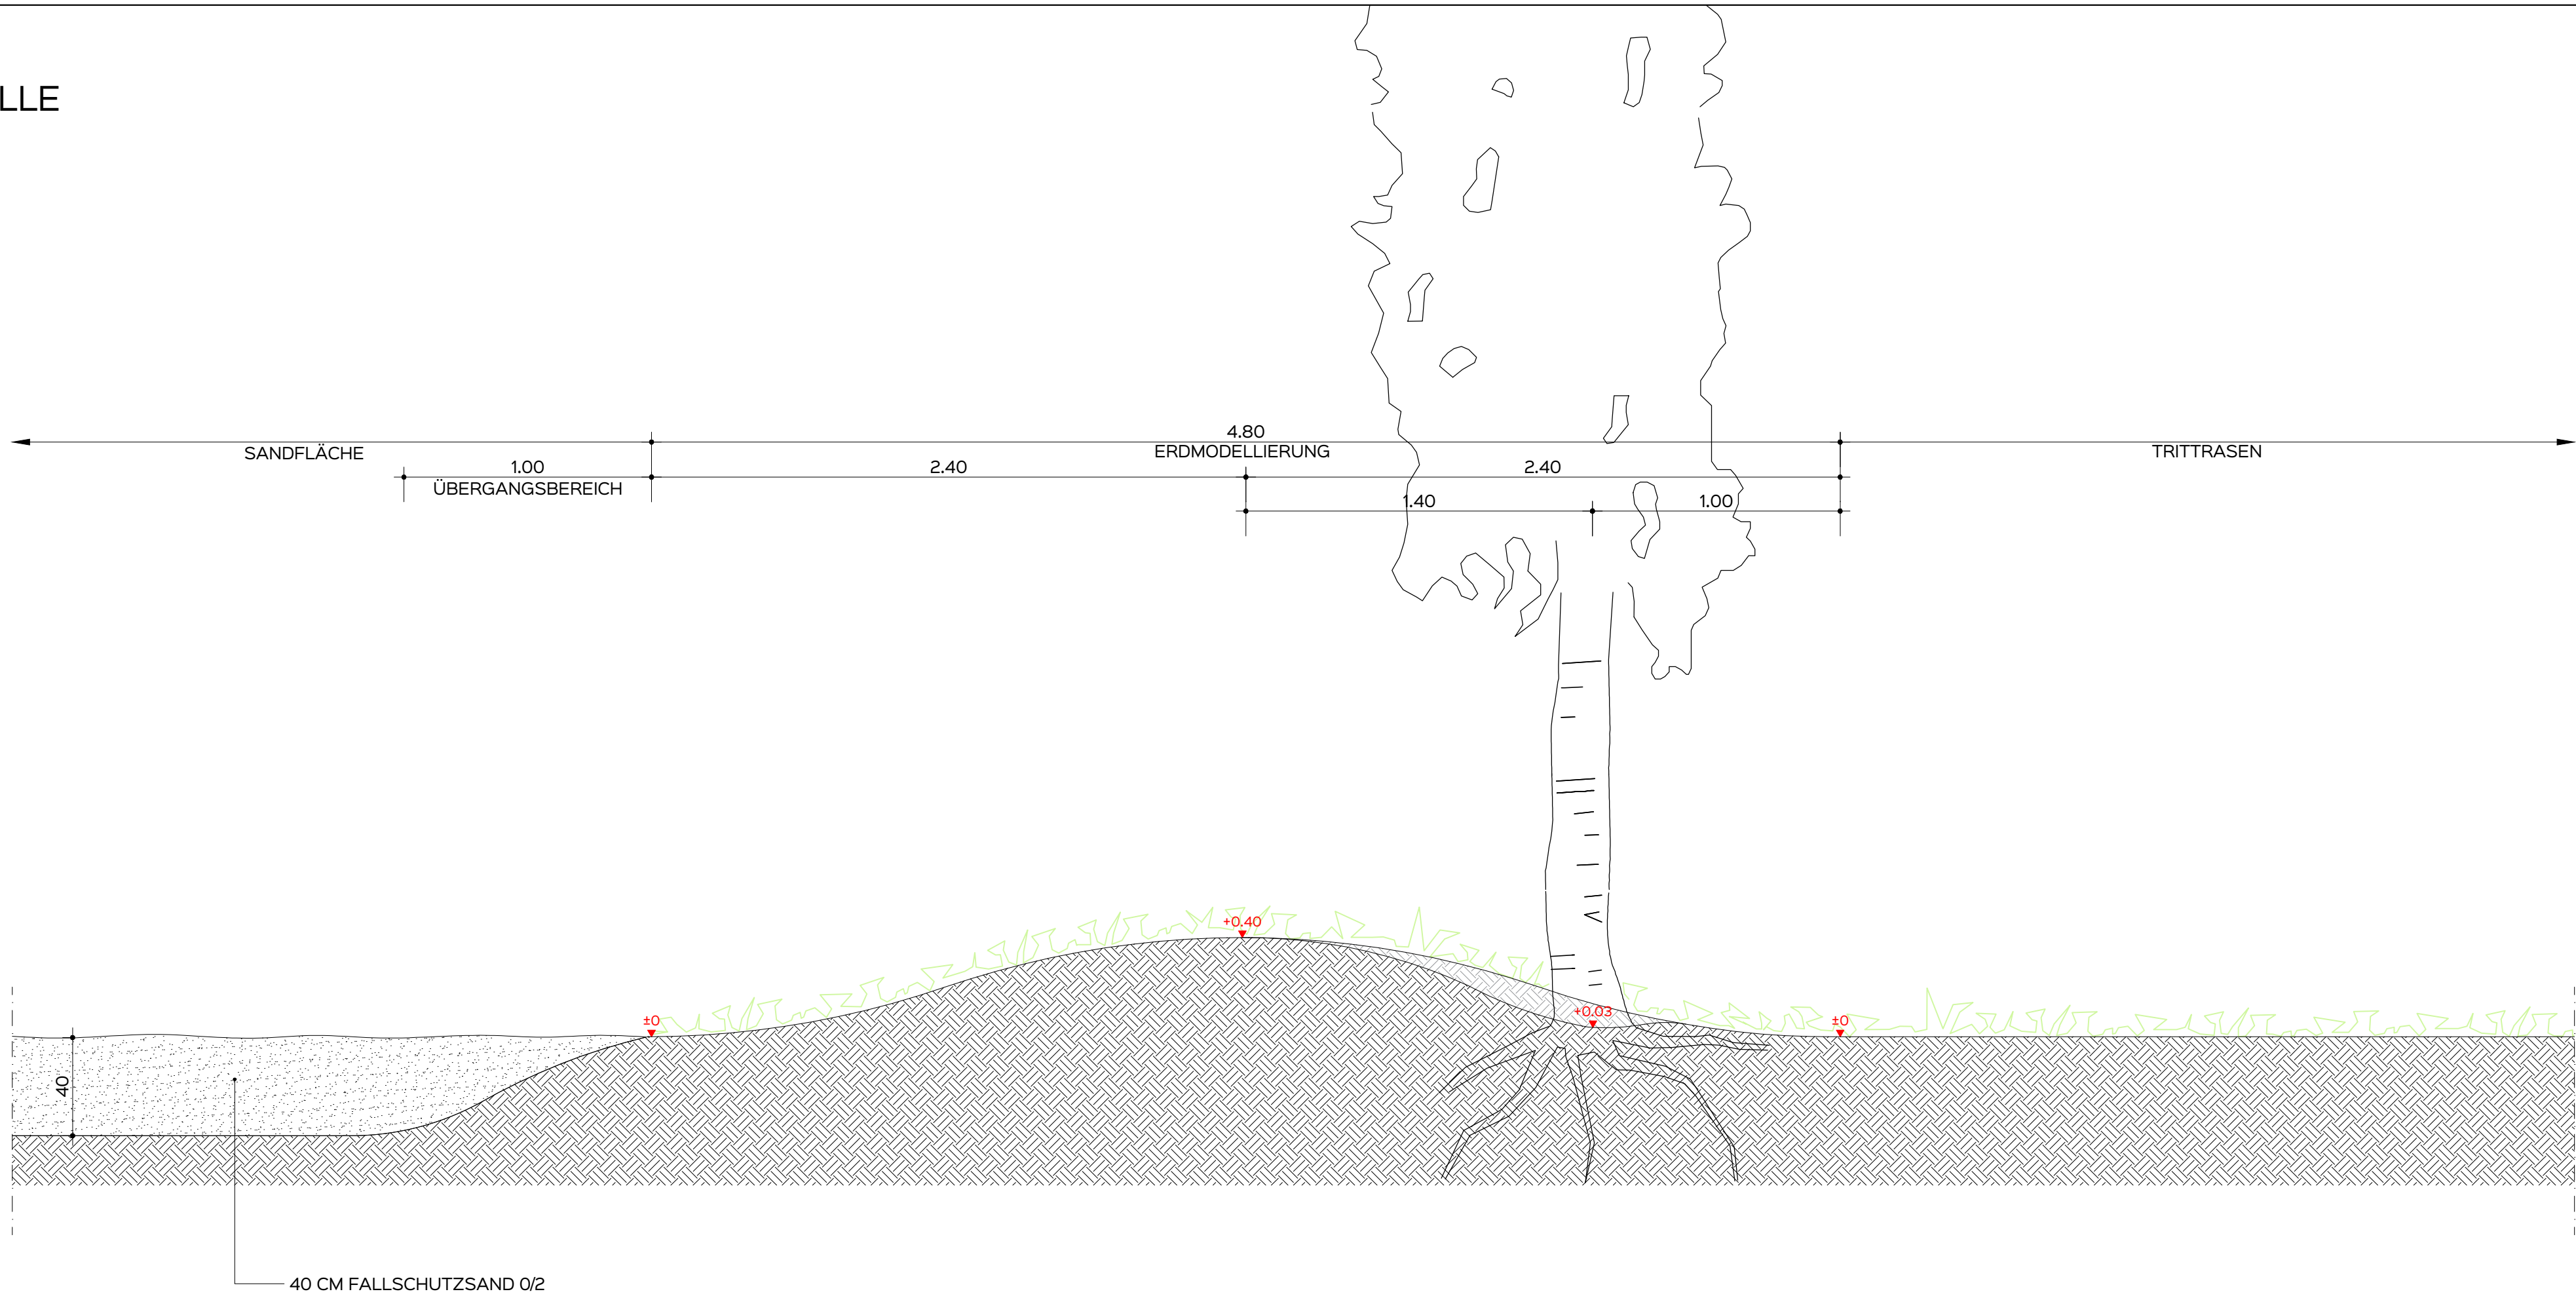 LLE
4.80
SANDFLÄCHE
ERDMODELLIERUNG
TRITTRASEN
1.00
2.40
2.40
ÜBERGANGSBEREICH
1.40
1.00
+0.40
±0
+0.03
±0
40
40 CM FALLSCHUTZSAND 0/2